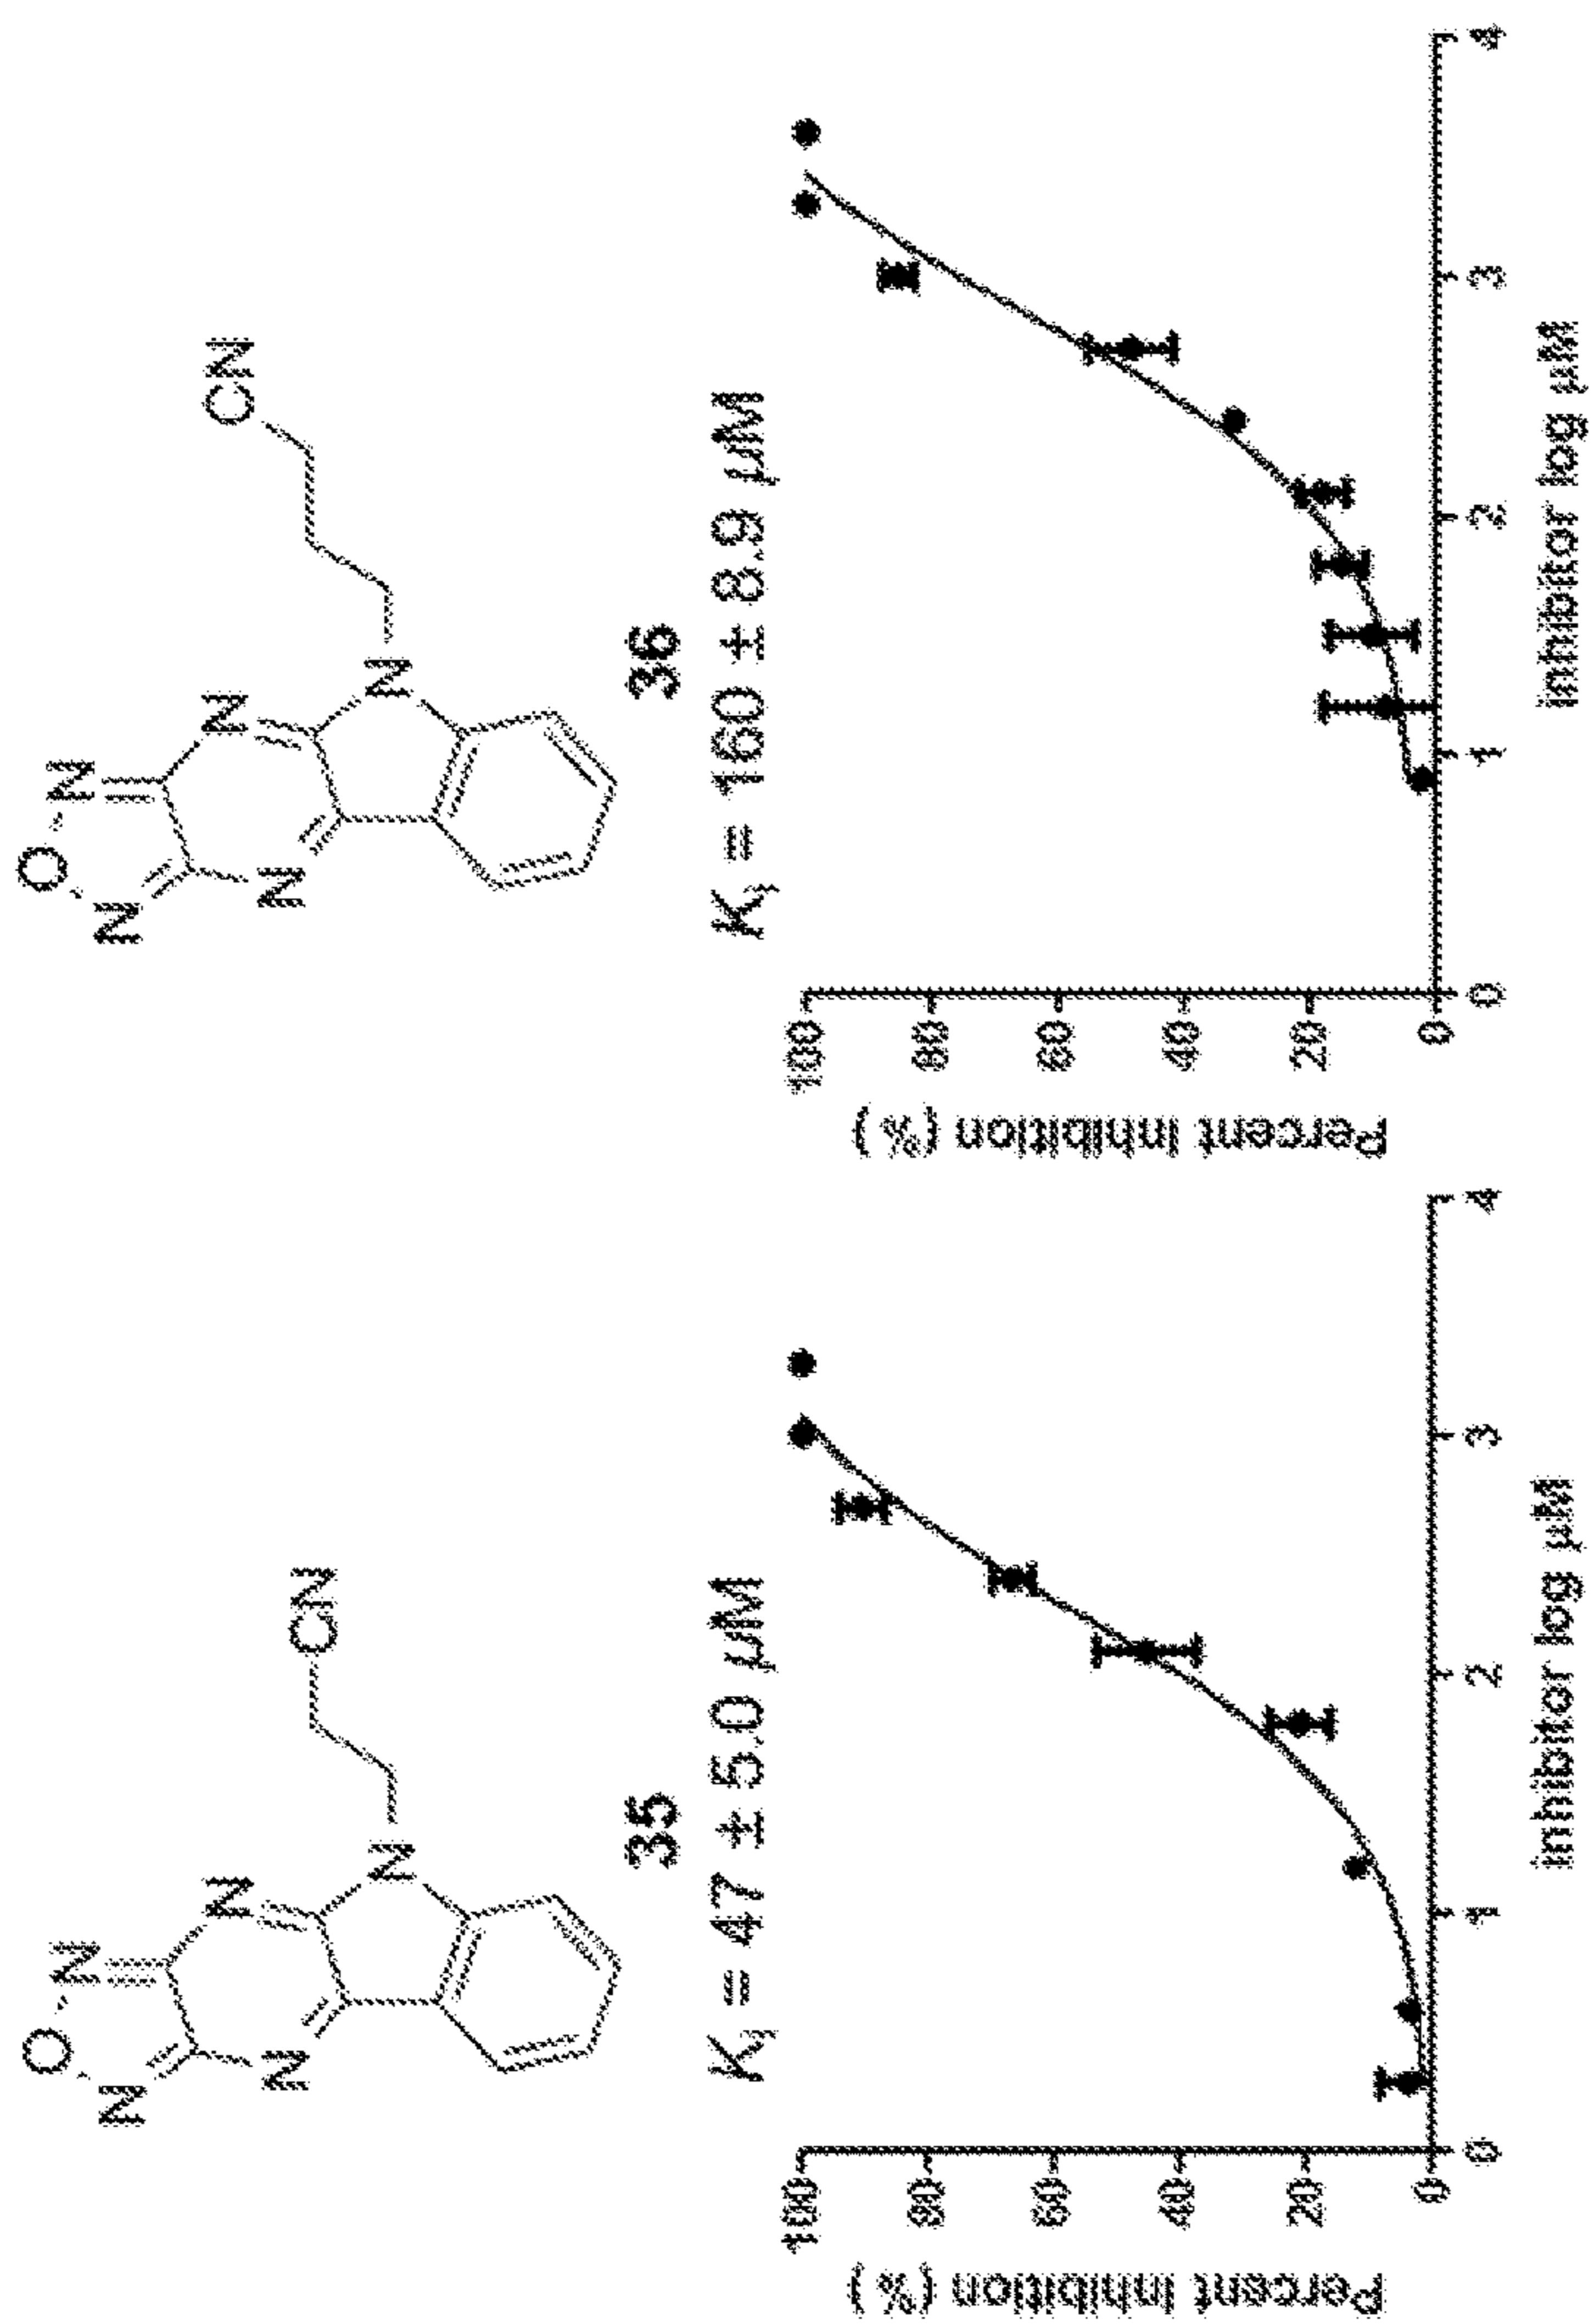 O
N N
N N
N CN
35
Ki = 47 ± 5.0 µM
Percent inhibition (%)
100
80
60
40
20
0
0 1 2 3 4
inhibitor log µM
O
N N
N N
N CN
36
Ki = 160 ± 8.9 µM
Percent inhibition (%)
100
80
60
40
20
0
0 1 2 3 4
inhibitor log µM